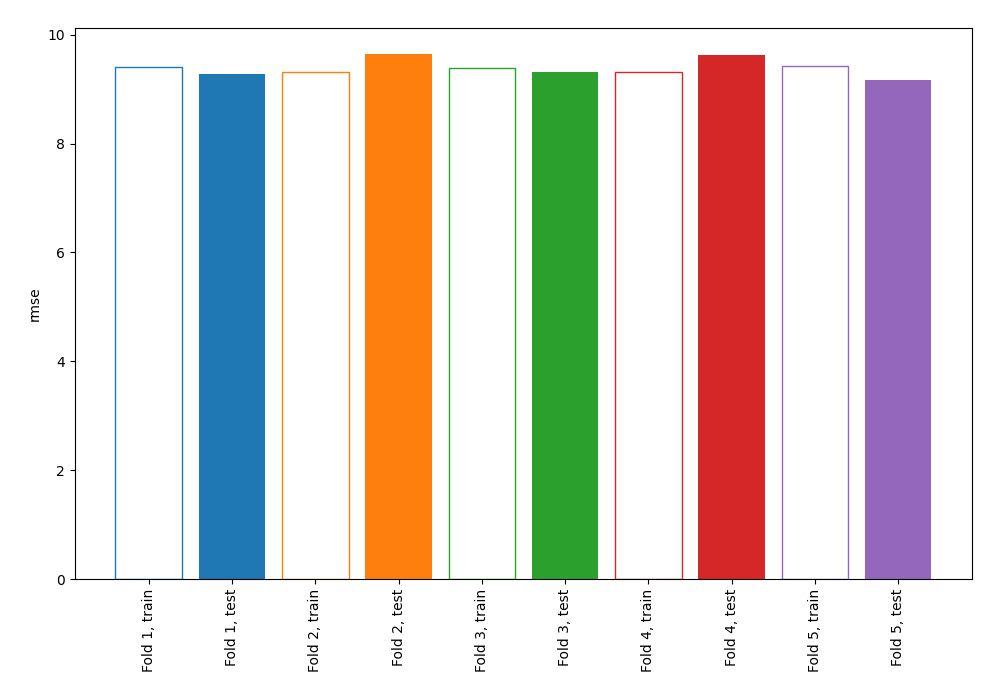 10
8
6
4
2
0
rmse
Fold 1, train
Fold 1, test
Fold 2, train
Fold 2, test
Fold 3, train
Fold 3, test
Fold 4, train
Fold 4, test
Fold 5, train
Fold 5, test